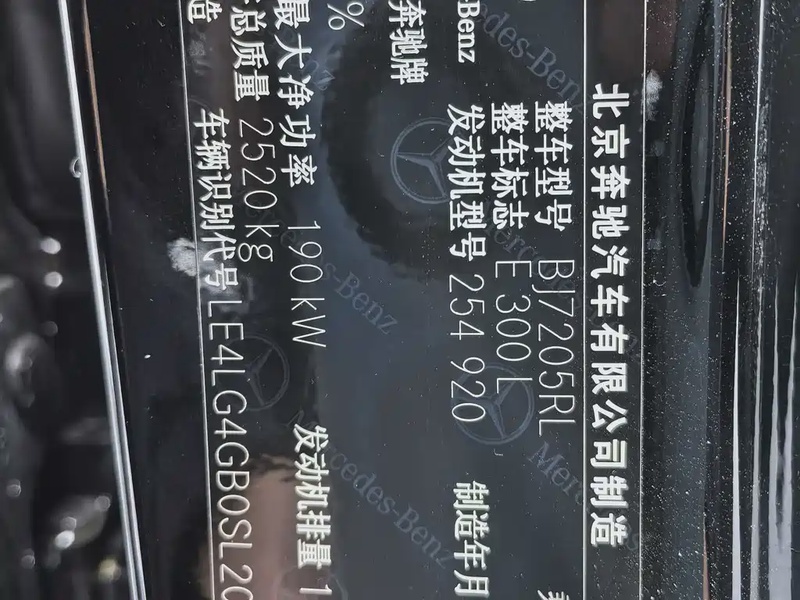 北京奔驰汽车有限公司制造
整车型号 BJ7205RL
整车标志 E 300 L
Benz
发动机型号 254 920 制造年月
奔驰牌
%
最大净功率 190 kW 发动机排量 1
总质量 2520 kg
造
车辆识别代号 LE4LG4GB0SL20